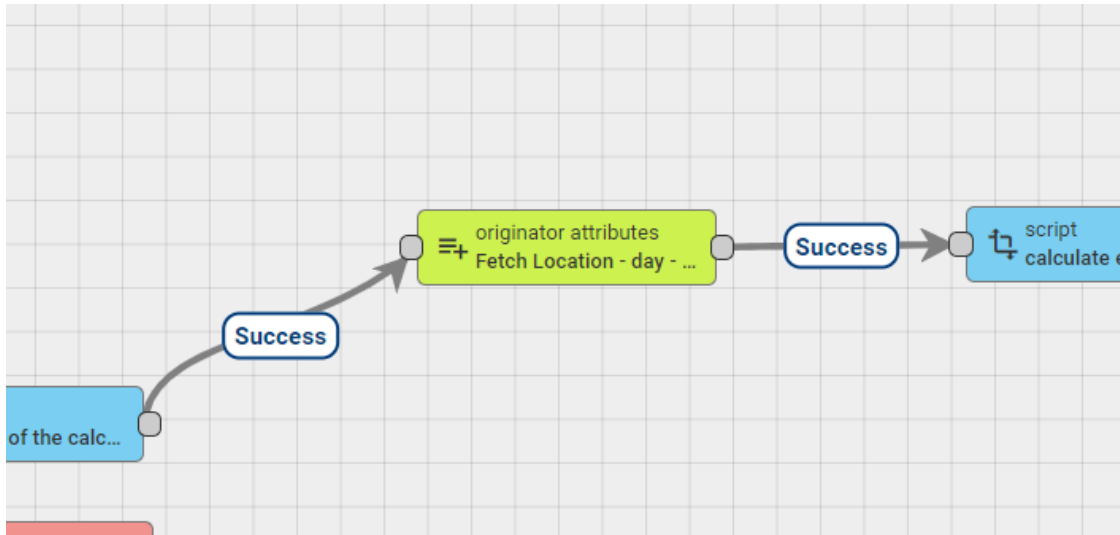 originator attributes
Fetch Location - day - ...
Success
script
calculate
Success
of the calc...